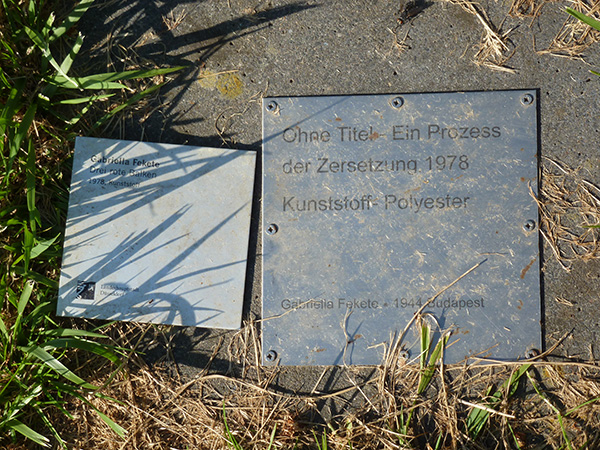 Gabriella Fekete
Drei rote Balken
1978, Kunststoff
Ohne Titel - Ein Prozess
der Zersetzung 1978
Kunststoff- Polyester
Gabriella Fekete * 1944 Budapest